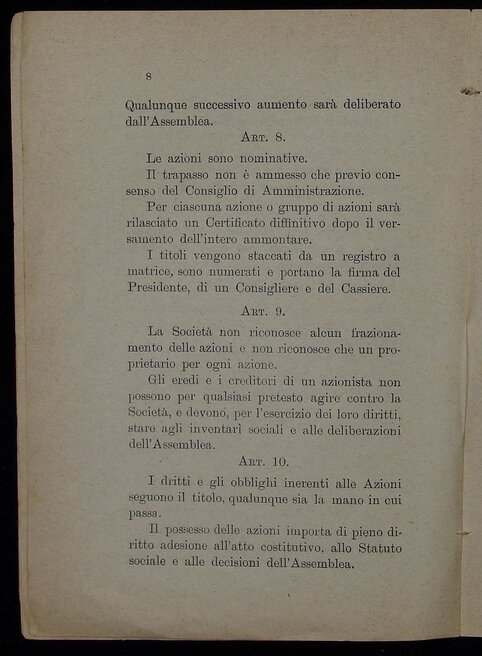 8
Qualunque successivo aumento sarà deliberato
dall'Assemblea.
ART. 8.
Le azioni sono nominative.
Il trapasso non è ammesso che previo con-
senso del Consiglio di Amministrazione.
Per ciascuna azione o gruppo di azioni sarà
rilasciato un Certificato diffinitivo dopo il ver-
samento dell'intero ammontare.
I titoli vengono staccati da un registro a
matrice, sono numerati e portano la firma del
Presidente, di un Consigliere e del Cassiere.
ART. 9.
La Società non riconosce alcun fraziona-
mento delle azioni e non riconosce che un pro-
prietario per ogni azione.
Gli eredi e i creditori di un azionista non
possono per qualsiasi pretesto agire contro la
Società, e devono, per l'esercizio dei loro diritti,
stare agli inventari sociali e alle deliberazioni
dell'Assemblea.
ART. 10.
I dritti e gli obblighi inerenti alle Azioni
seguono il titolo, qualunque sia la mano in cui
passa.
Il possesso delle azioni importa di pieno di-
ritto adesione all'atto costitutivo, allo Statuto
sociale e alle decisioni dell'Assemblea.